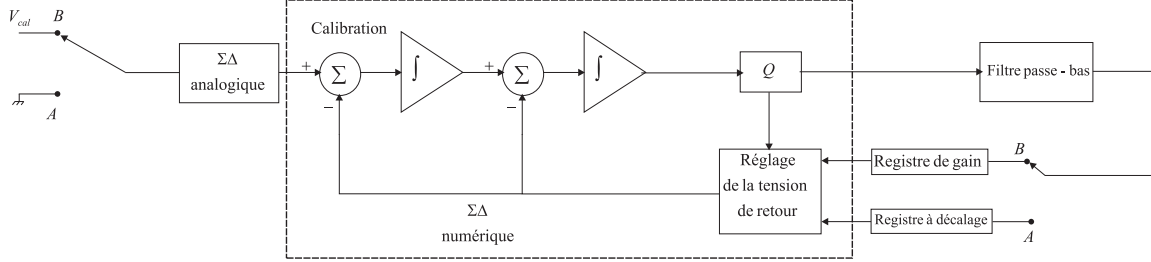 V_cal
B
A
ΣΔ
analogique
Calibration
+
Σ
−
∫
+
Σ
−
∫
Q
Filtre passe - bas
Réglage
de la tension
de retour
Registre de gain
B
Registre à décalage
A
ΣΔ
numérique